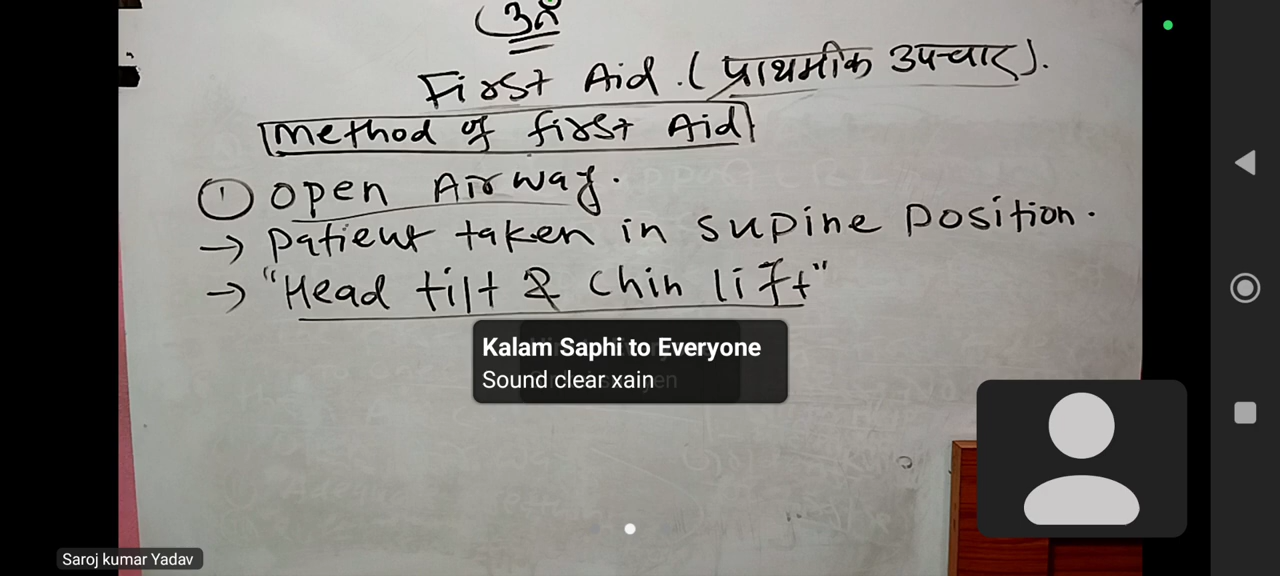 First Aid. (प्राथमीक उपचार).
Method of first Aid
① open Airway.
→ patient taken in supine position.
→ "Head tilt & chin lift"
Kalam Saphi to Everyone
Sound clear xain
Saroj kumar Yadav